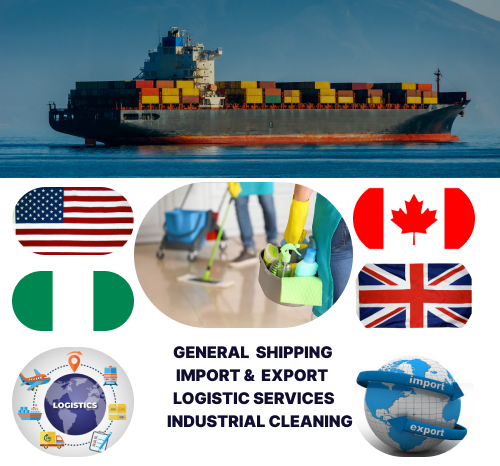 GENERAL SHIPPING
IMPORT & EXPORT
LOGISTIC SERVICES
INDUSTRIAL CLEANING
LOGISTICS
import
export